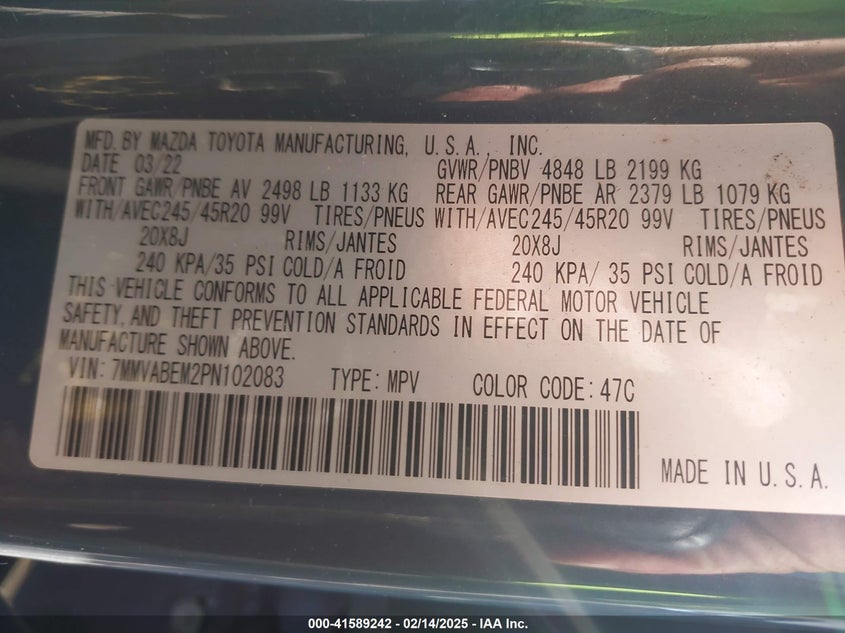 MFD. BY MAZDA TOYOTA MANUFACTURING, U.S.A., INC.
DATE 03/22 GVWR/PNBV 4848 LB 2199 KG
FRONT GAWR/PNBE AV 2498 LB 1133 KG REAR GAWR/PNBE AR 2379 LB 1079 KG
WITH/AVEC245/45R20 99V TIRES/PNEUS WITH/AVEC245/45R20 99V TIRES/PNEUS
20X8J RIMS/JANTES 20X8J RIMS/JANTES
240 KPA/35 PSI COLD/A FROID 240 KPA/ 35 PSI COLD/A FROID
THIS VEHICLE CONFORMS TO ALL APPLICABLE FEDERAL MOTOR VEHICLE
SAFETY, AND THEFT PREVENTION STANDARDS IN EFFECT ON THE DATE OF
MANUFACTURE SHOWN ABOVE.
VIN: 7MMVABEM2PN102083 TYPE: MPV COLOR CODE: 47C
MADE IN U.S.A.
000-41589242 - 02/14/2025 - IAA Inc.